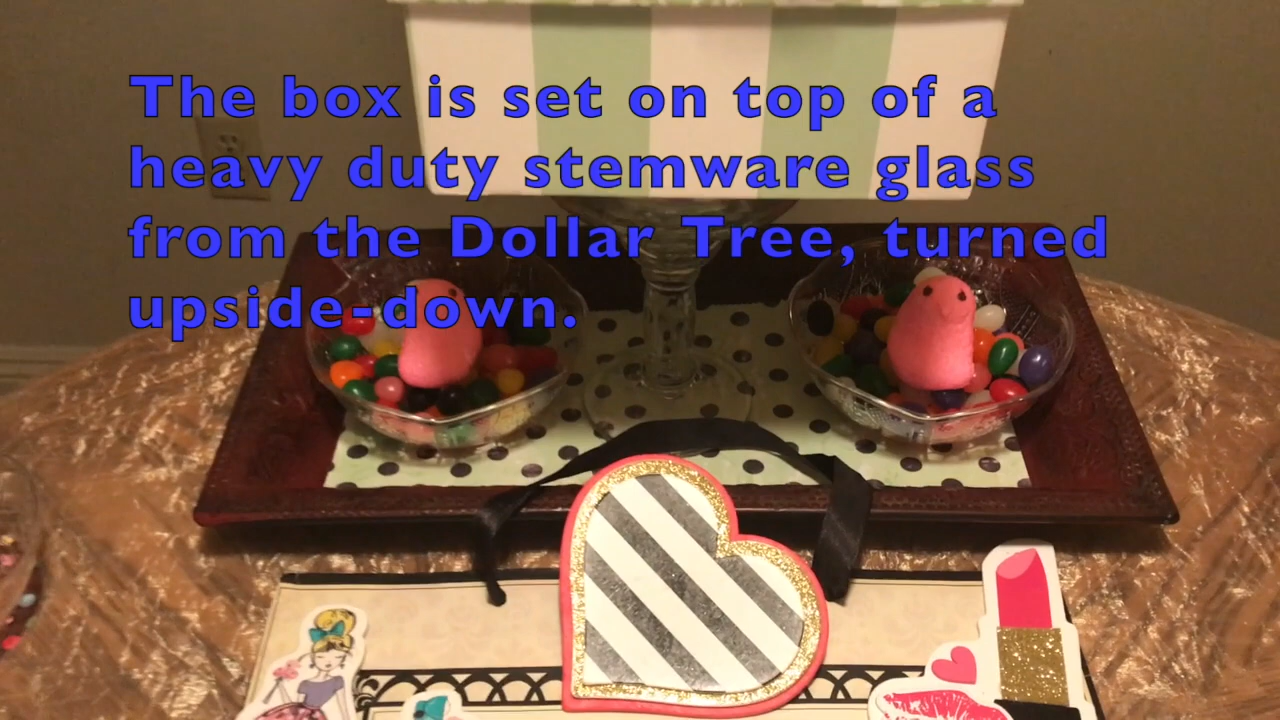 The box is set on top of a
heavy duty stemware glass
from the Dollar Tree, turned
upside-down.